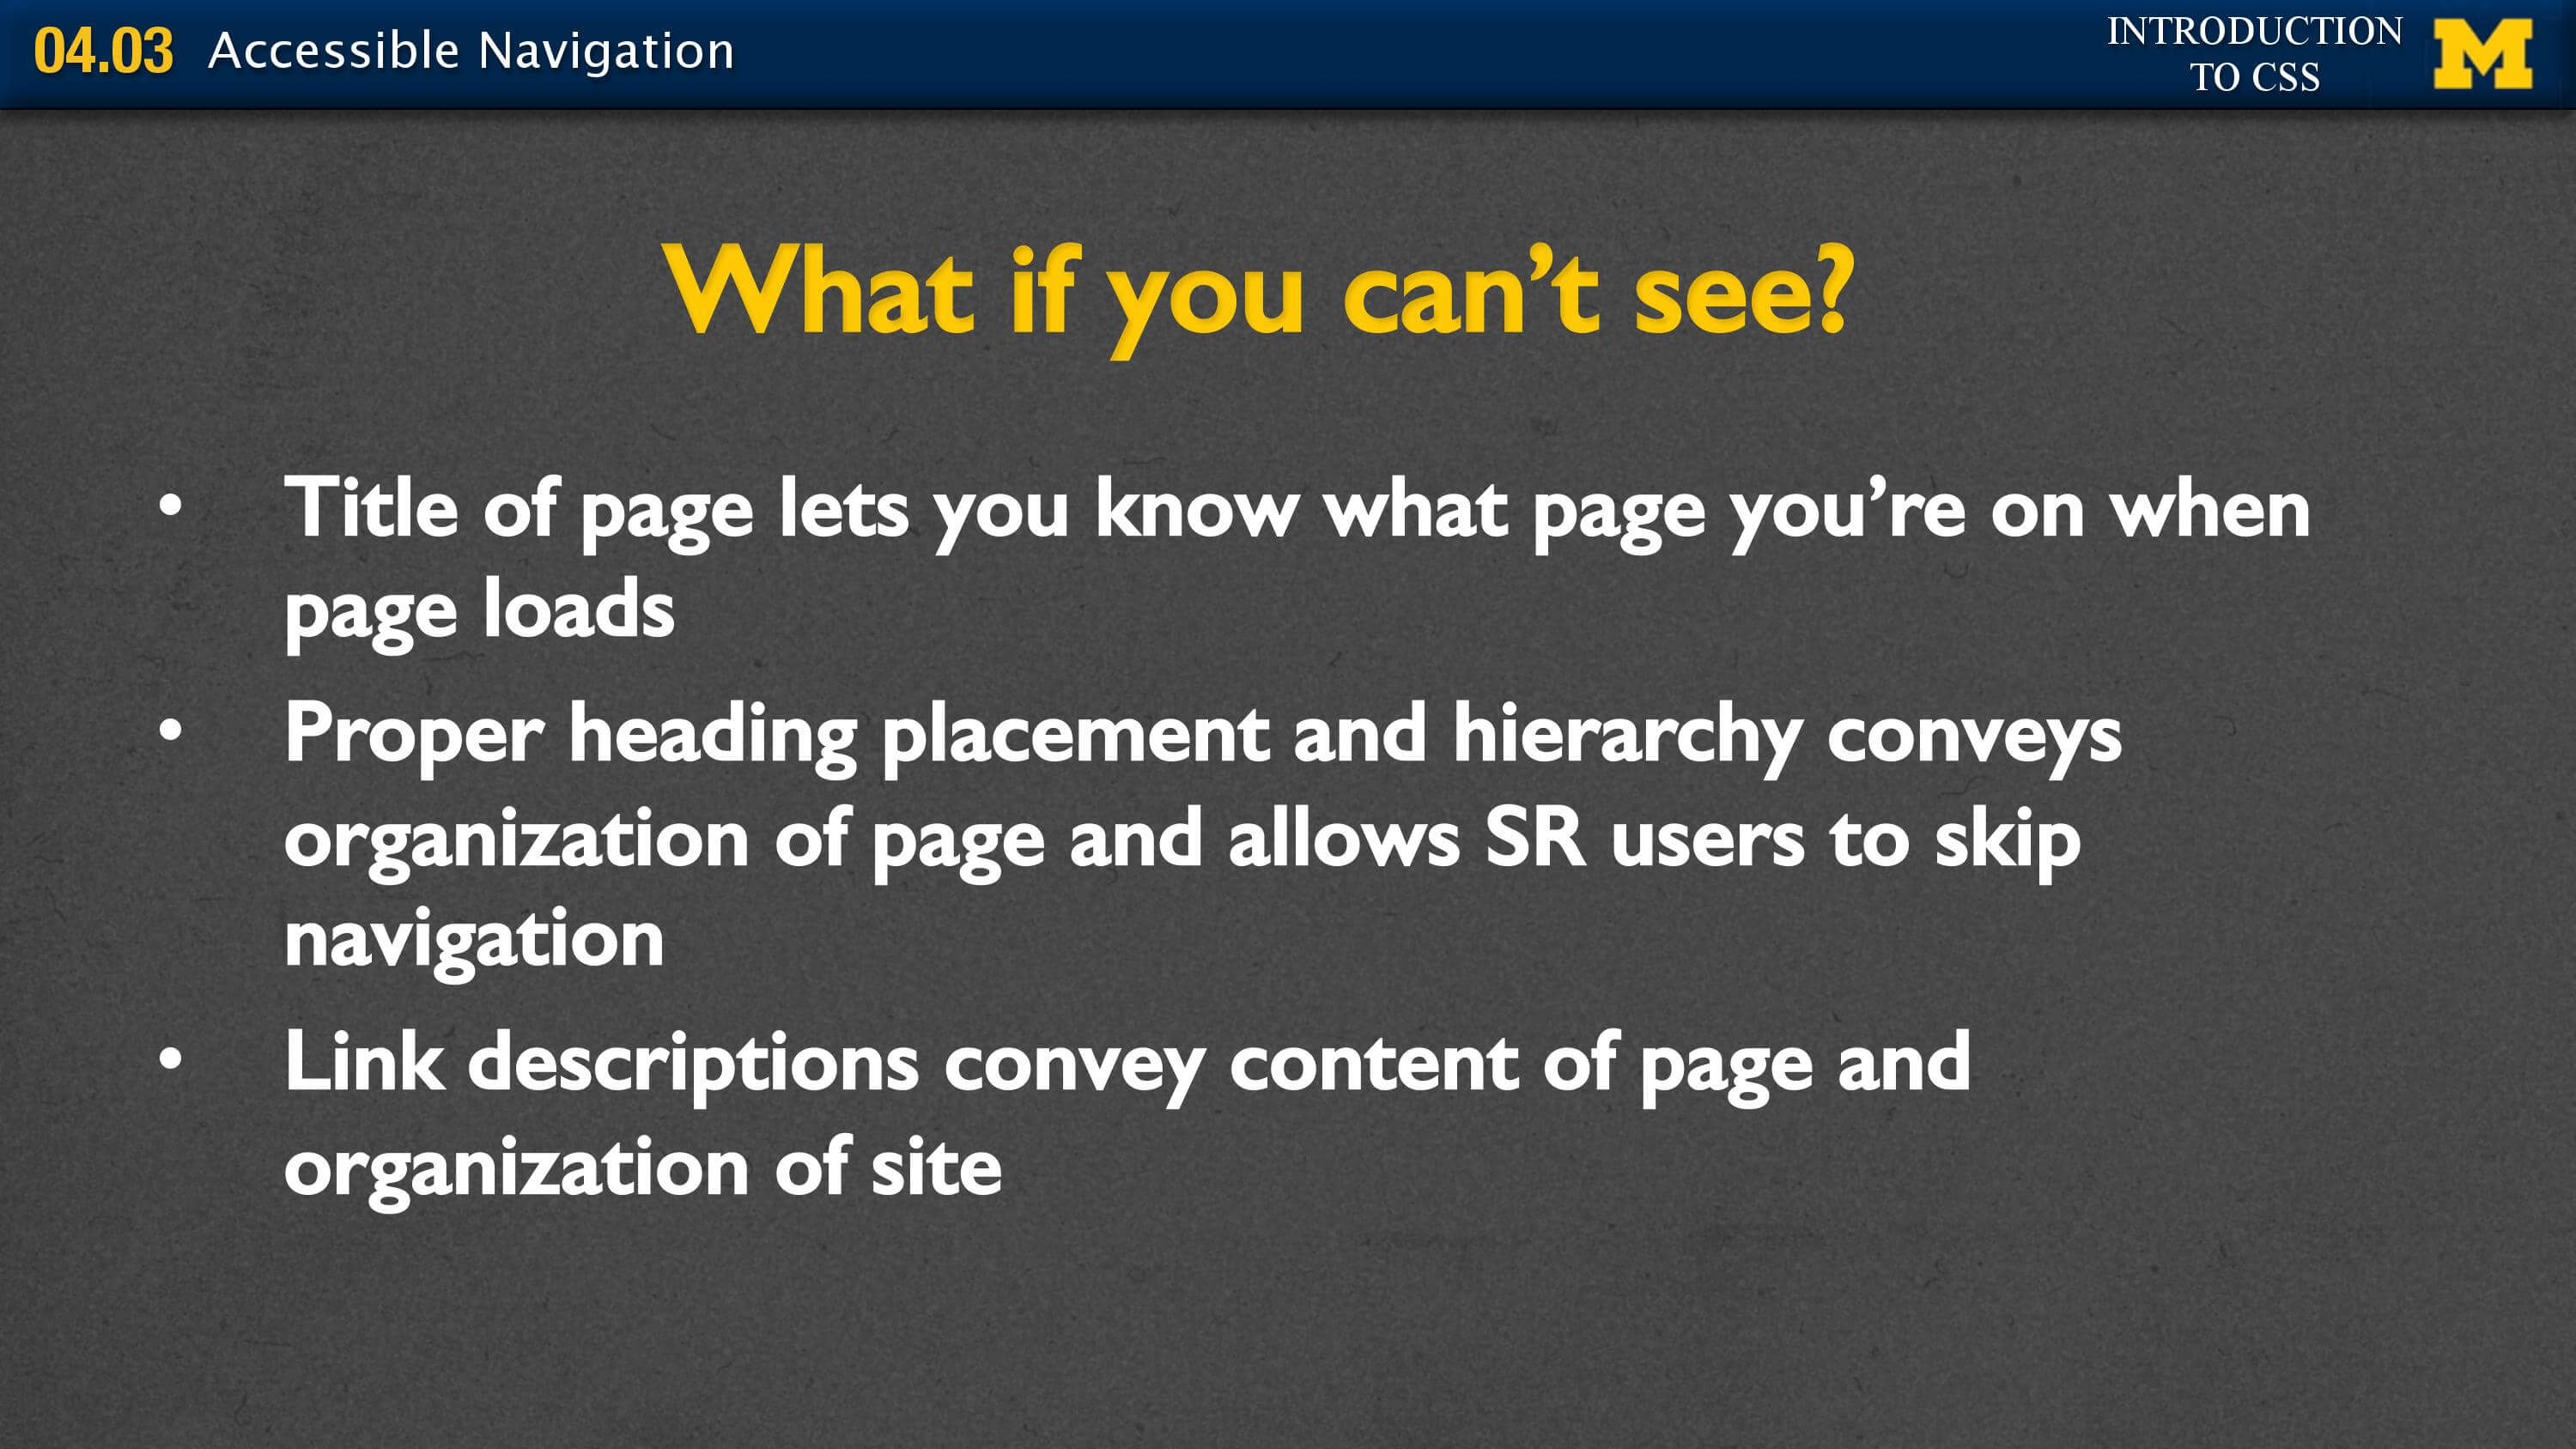 04.03 Accessible Navigation
INTRODUCTION
TO CSS
M
What if you can’t see?
• Title of page lets you know what page you’re on when
page loads
• Proper heading placement and hierarchy conveys
organization of page and allows SR users to skip
navigation
• Link descriptions convey content of page and
organization of site